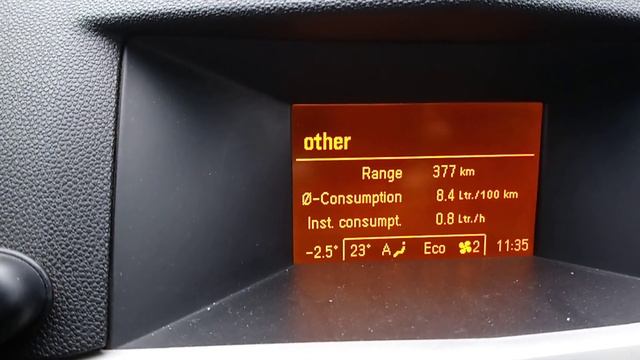 other
Range 377 km
Ø-Consumption 8.4 Ltr./100 km
Inst. consumpt. 0.8 Ltr./h
-2.5° 23° A Eco 2 11:35